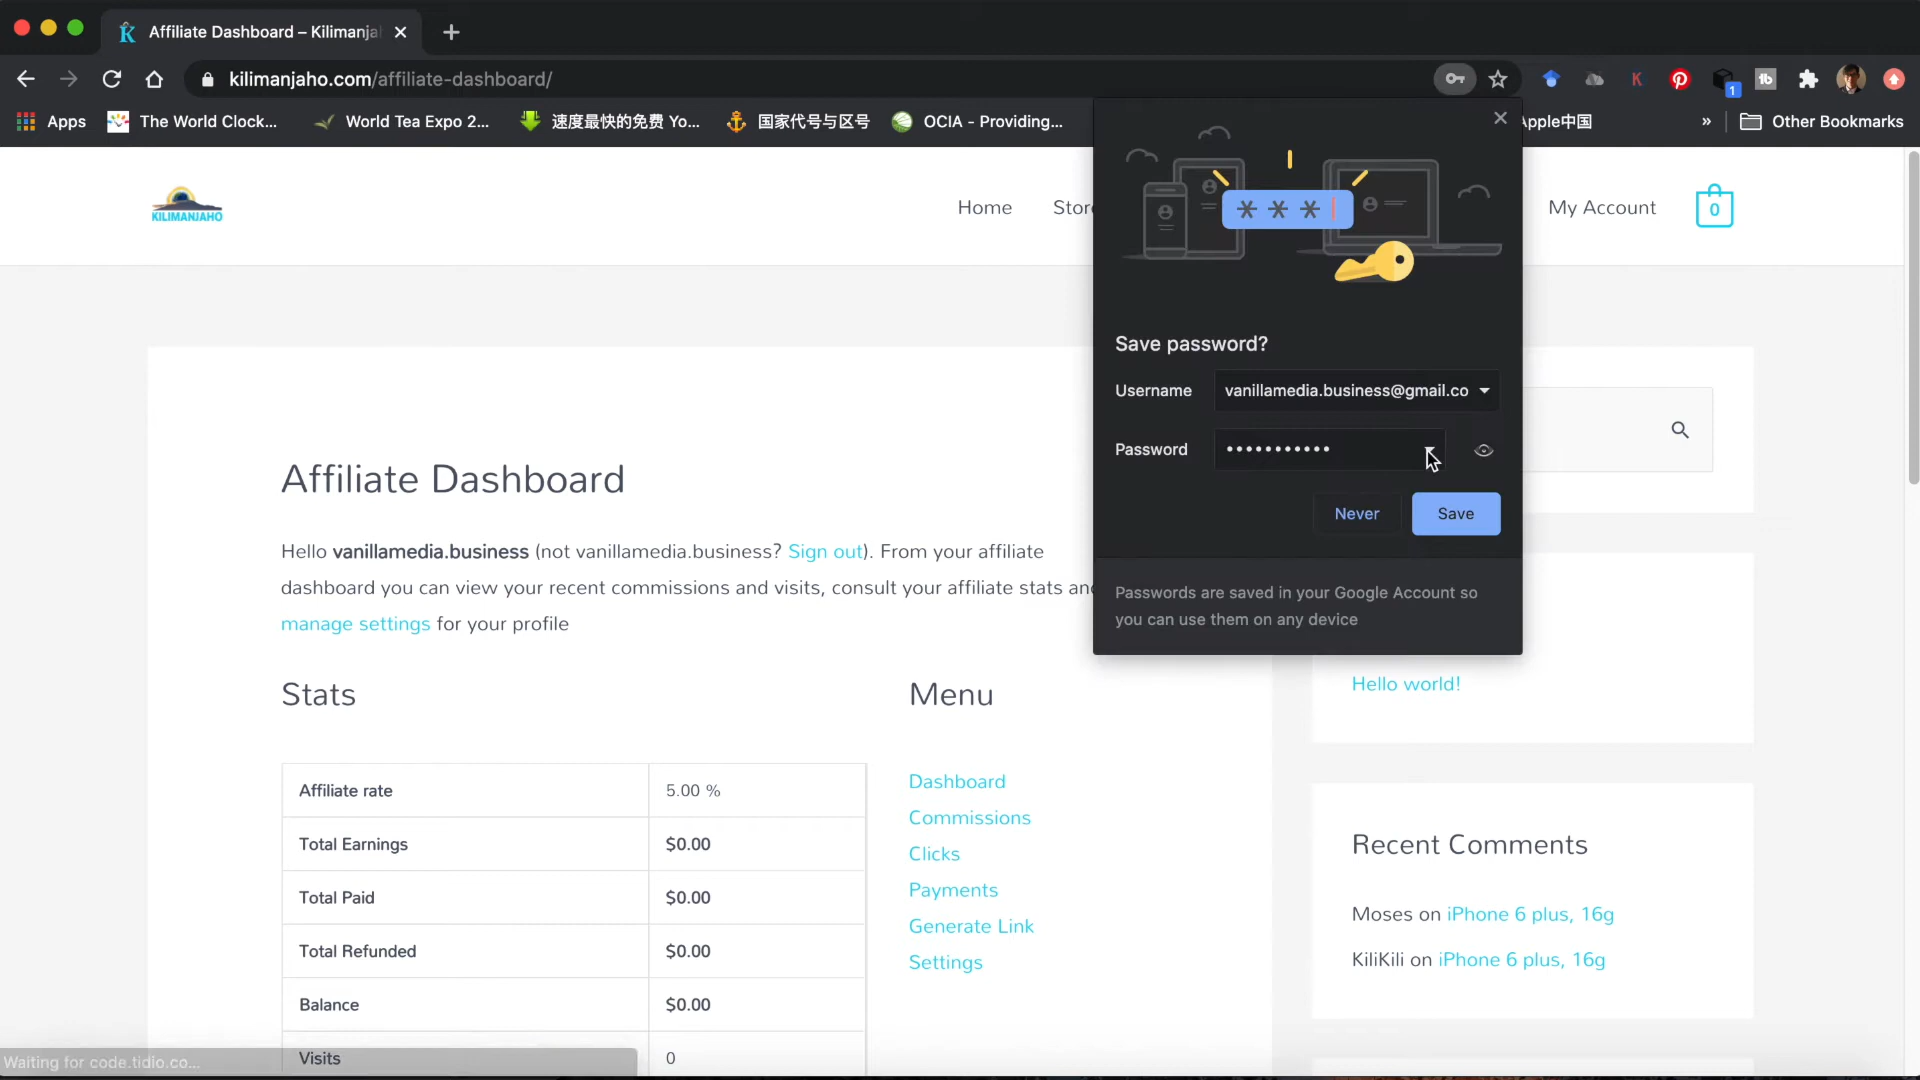 Affiliate Dashboard – Kilimanja
kilimanjaho.com/affiliate-dashboard/
1
Apps
The World Clock...
World Tea Expo 2...
速度最快的免费 Yo...
国家代号与区号
OCIA - Providing...
Apple中国
»
Other Bookmarks
KILIMANJAHO
Home
Store
My Account
0
***
Save password?
Username
vanillamedia.business@gmail.co
Password
•••••••••••
Never
Save
Passwords are saved in your Google Account so
you can use them on any device
Affiliate Dashboard
Hello vanillamedia.business (not vanillamedia.business? Sign out). From your affiliate
dashboard you can view your recent commissions and visits, consult your affiliate stats and
manage settings for your profile
Stats
Affiliate rate 5.00 %
Total Earnings $0.00
Total Paid $0.00
Total Refunded $0.00
Balance $0.00
Visits 0
Menu
Dashboard
Commissions
Clicks
Payments
Generate Link
Settings
Hello world!
Recent Comments
Moses on iPhone 6 plus, 16g
KiliKili on iPhone 6 plus, 16g
Waiting for code.tidio.co...